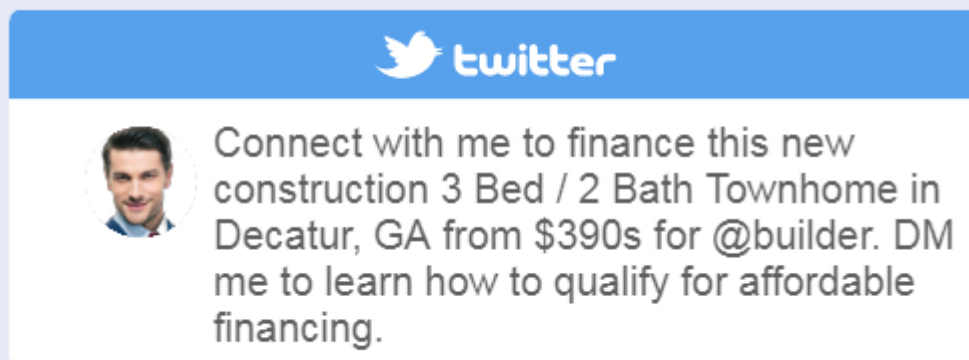 twitter
Connect with me to finance this new
construction 3 Bed / 2 Bath Townhome in
Decatur, GA from $390s for @builder. DM
me to learn how to qualify for affordable
financing.